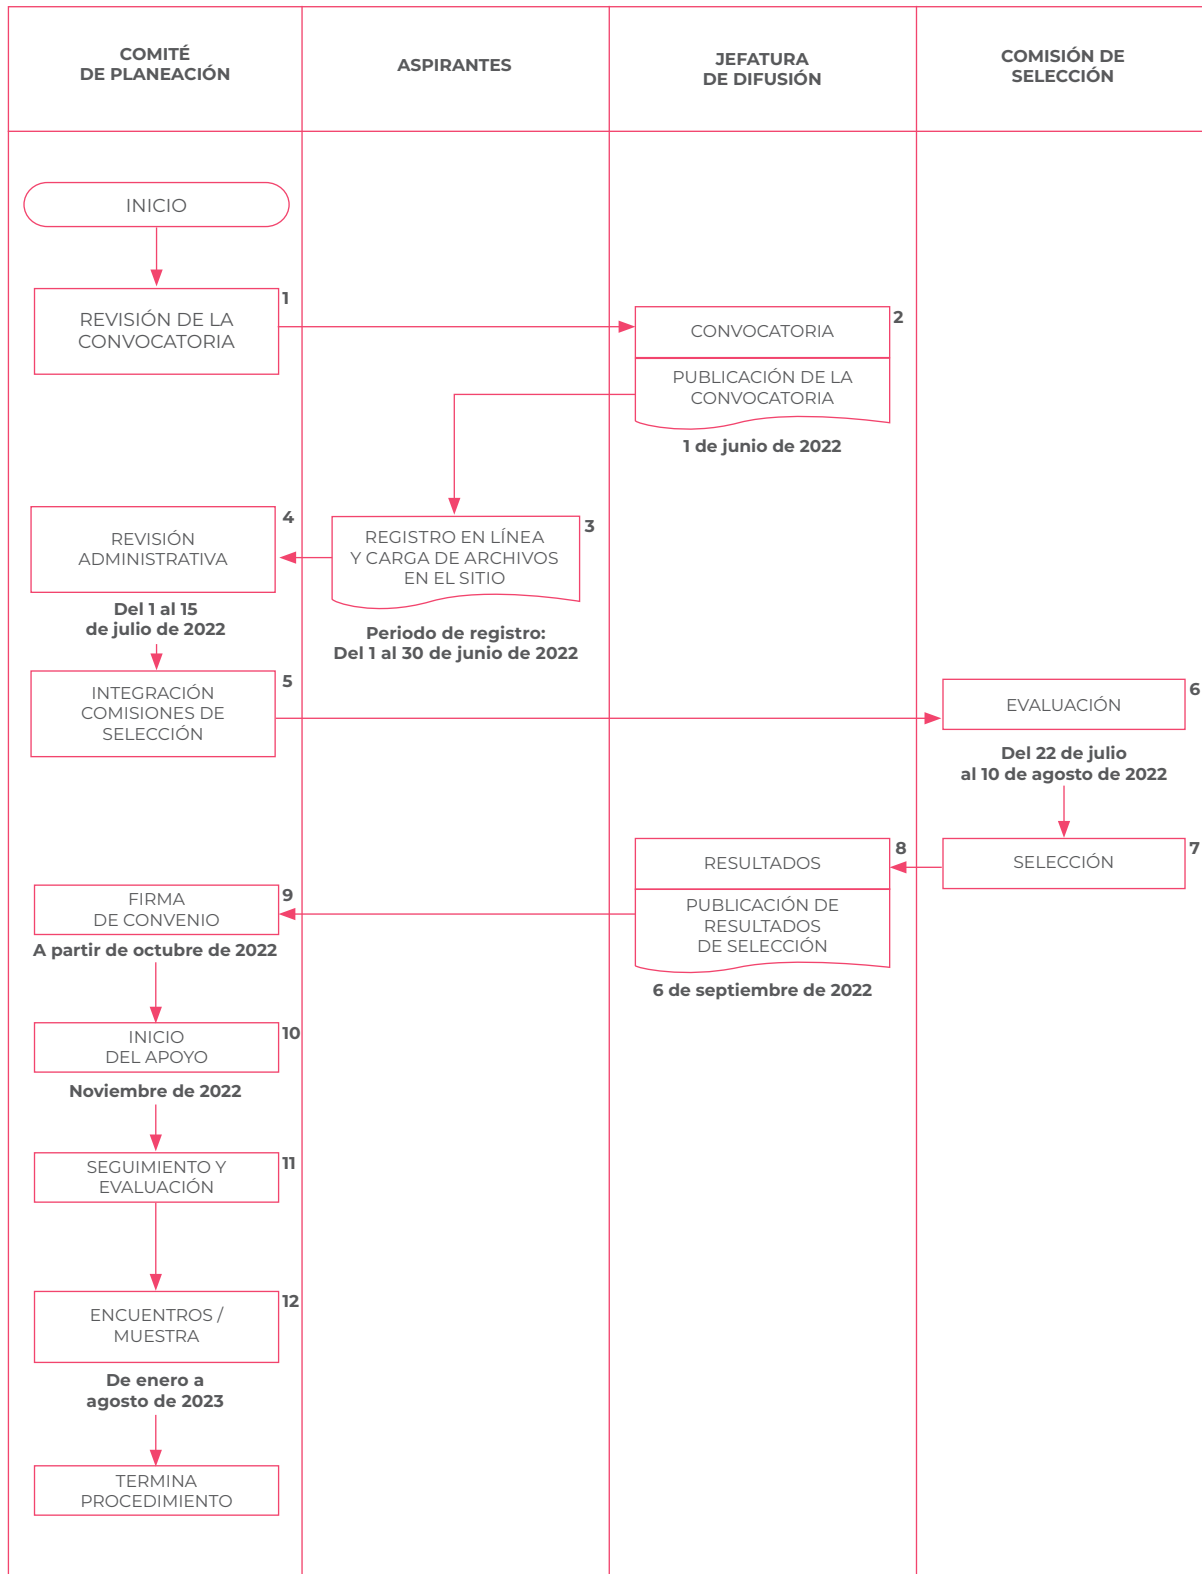 COMITÉ
DE PLANEACIÓN
ASPIRANTES
JEFATURA
DE DIFUSIÓN
COMISIÓN DE
SELECCIÓN
INICIO
1
REVISIÓN DE LA
CONVOCATORIA
2
CONVOCATORIA
PUBLICACIÓN DE LA
CONVOCATORIA
1 de junio de 2022
3
REGISTRO EN LÍNEA
Y CARGA DE ARCHIVOS
EN EL SITIO
Periodo de registro:
Del 1 al 30 de junio de 2022
4
REVISIÓN
ADMINISTRATIVA
Del 1 al 15
de julio de 2022
5
INTEGRACIÓN
COMISIONES DE
SELECCIÓN
6
EVALUACIÓN
Del 22 de julio
al 10 de agosto de 2022
7
SELECCIÓN
8
RESULTADOS
PUBLICACIÓN DE
RESULTADOS
DE SELECCIÓN
6 de septiembre de 2022
9
FIRMA
DE CONVENIO
A partir de octubre de 2022
10
INICIO
DEL APOYO
Noviembre de 2022
11
SEGUIMIENTO Y
EVALUACIÓN
12
ENCUENTROS /
MUESTRA
De enero a
agosto de 2023
TERMINA
PROCEDIMIENTO